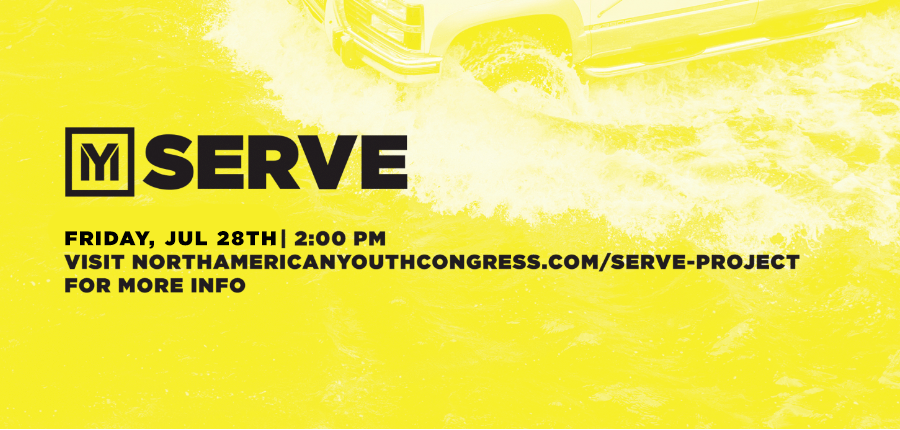 YM SERVE
FRIDAY, JUL 28TH| 2:00 PM
VISIT NORTHAMERICANYOUTHCONGRESS.COM/SERVE-PROJECT
FOR MORE INFO